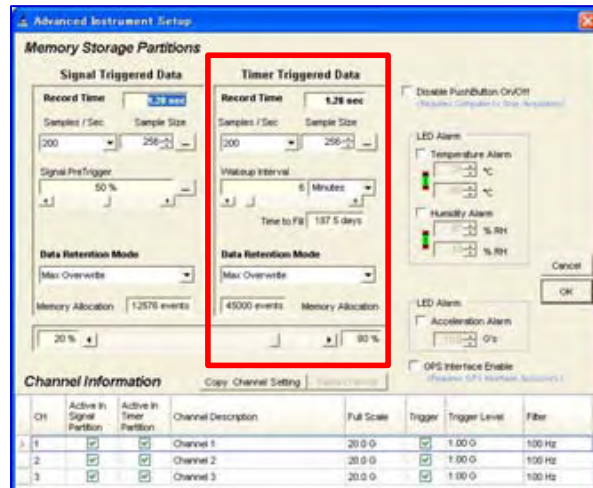 Advanced Instrument Setup
Memory Storage Partitions
Signal Triggered Data
Record Time 1.28 sec
Samples / Sec Sample Size
200 256 ...
Signal PreTrigger
50 % ...
Data Retention Mode
Max Overwrite
Memory Allocation 12576 events
Timer Triggered Data
Record Time 1.28 sec
Samples / Sec Sample Size
200 256 ...
Wakeup Interval
6 Minutes
Time to Fill 187.5 days
Data Retention Mode
Max Overwrite
45000 events Memory Allocation
20 % 80 %
Disable PushButton On/Off
LED Alarm
Temperature Alarm
°C
°C
Humidity Alarm
% RH
% RH
Cancel
OK
LED Alarm
Acceleration Alarm
G's
GPS Interface Enable
Channel Information Copy Channel Setting
CH Active In Signal Partition Active In Timer Partition Channel Description Full Scale Trigger Trigger Level Filter
1 Channel 1 20.0 G 1.00 G 100 Hz
2 Channel 2 20.0 G 1.00 G 100 Hz
3 Channel 3 20.0 G 1.00 G 100 Hz